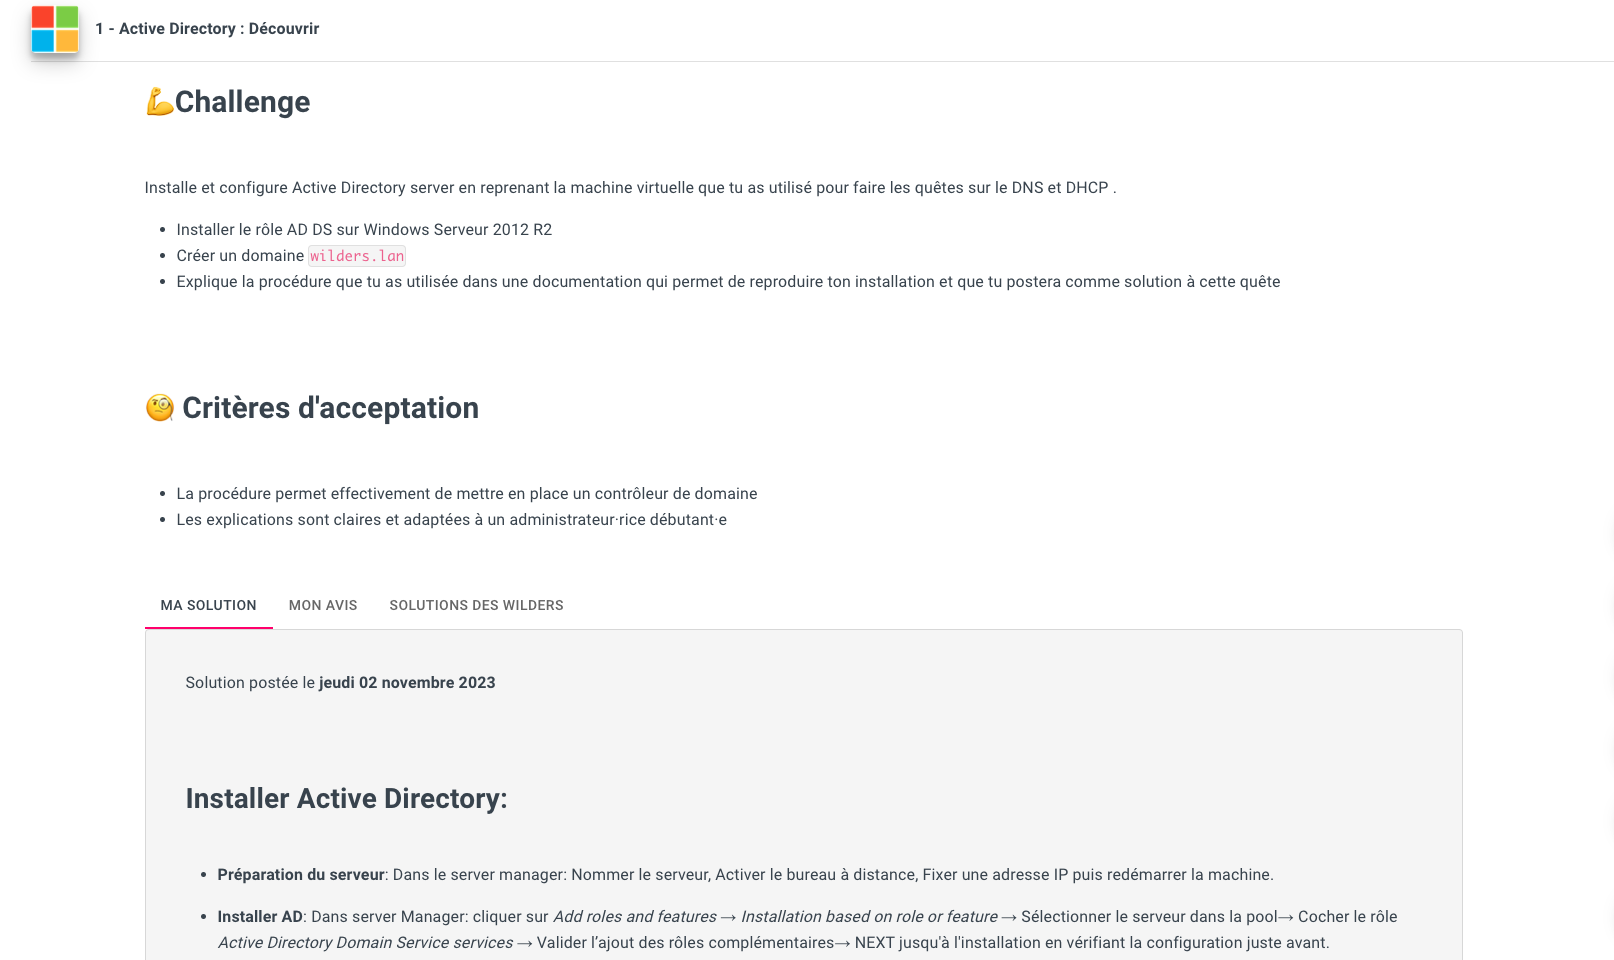 1 - Active Directory : Découvrir
💪Challenge
Installe et configure Active Directory server en reprenant la machine virtuelle que tu as utilisé pour faire les quêtes sur le DNS et DHCP .
• Installer le rôle AD DS sur Windows Serveur 2012 R2
• Créer un domaine wilders.lan
• Explique la procédure que tu as utilisée dans une documentation qui permet de reproduire ton installation et que tu postera comme solution à cette quête
🧐 Critères d'acceptation
• La procédure permet effectivement de mettre en place un contrôleur de domaine
• Les explications sont claires et adaptées à un administrateur·rice débutant·e
MA SOLUTION MON AVIS SOLUTIONS DES WILDERS
Solution postée le jeudi 02 novembre 2023
Installer Active Directory:
• Préparation du serveur: Dans le server manager: Nommer le serveur, Activer le bureau à distance, Fixer une adresse IP puis redémarrer la machine.
• Installer AD: Dans server Manager: cliquer sur Add roles and features → Installation based on role or feature → Sélectionner le serveur dans la pool→ Cocher le rôle
Active Directory Domain Service services → Valider l’ajout des rôles complémentaires→ NEXT jusqu'à l'installation en vérifiant la configuration juste avant.